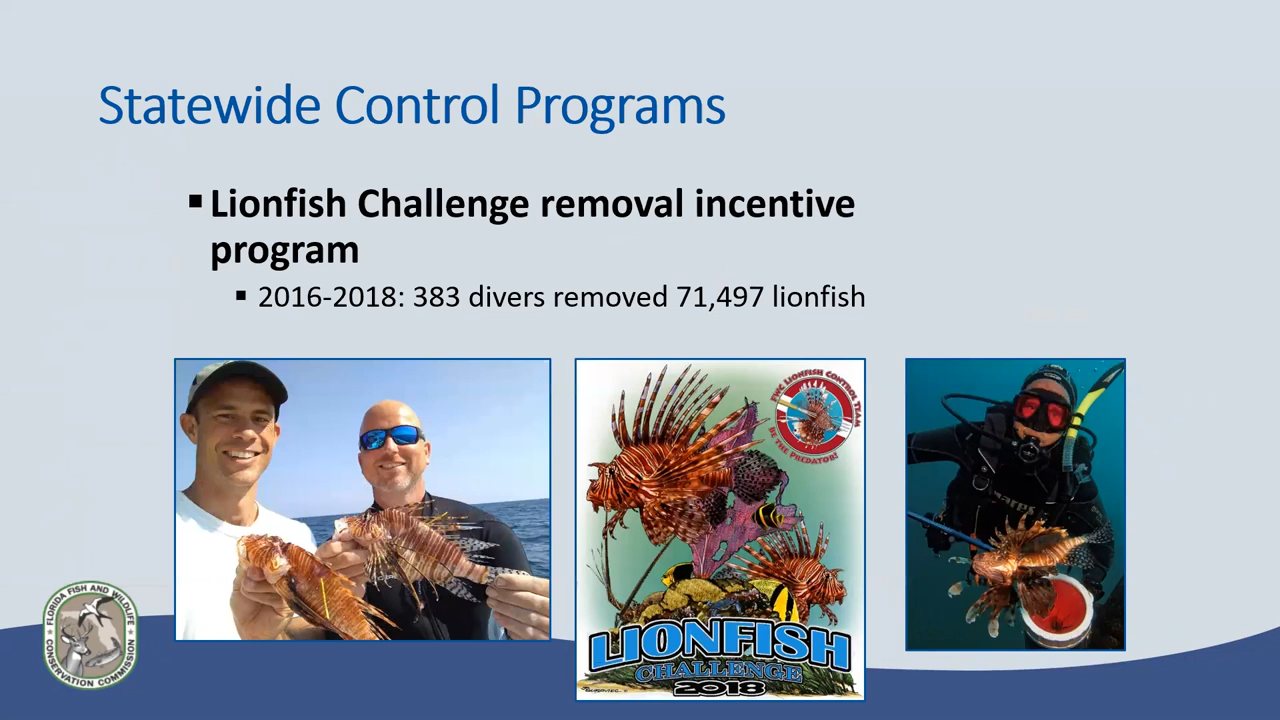 Statewide Control Programs
▪ Lionfish Challenge removal incentive
program
▪ 2016-2018: 383 divers removed 71,497 lionfish
FWC LIONFISH CONTROL TEAM
BE THE PREDATOR!
LIONFISH
CHALLENGE
2018
FLORIDA FISH AND WILDLIFE
CONSERVATION COMMISSION